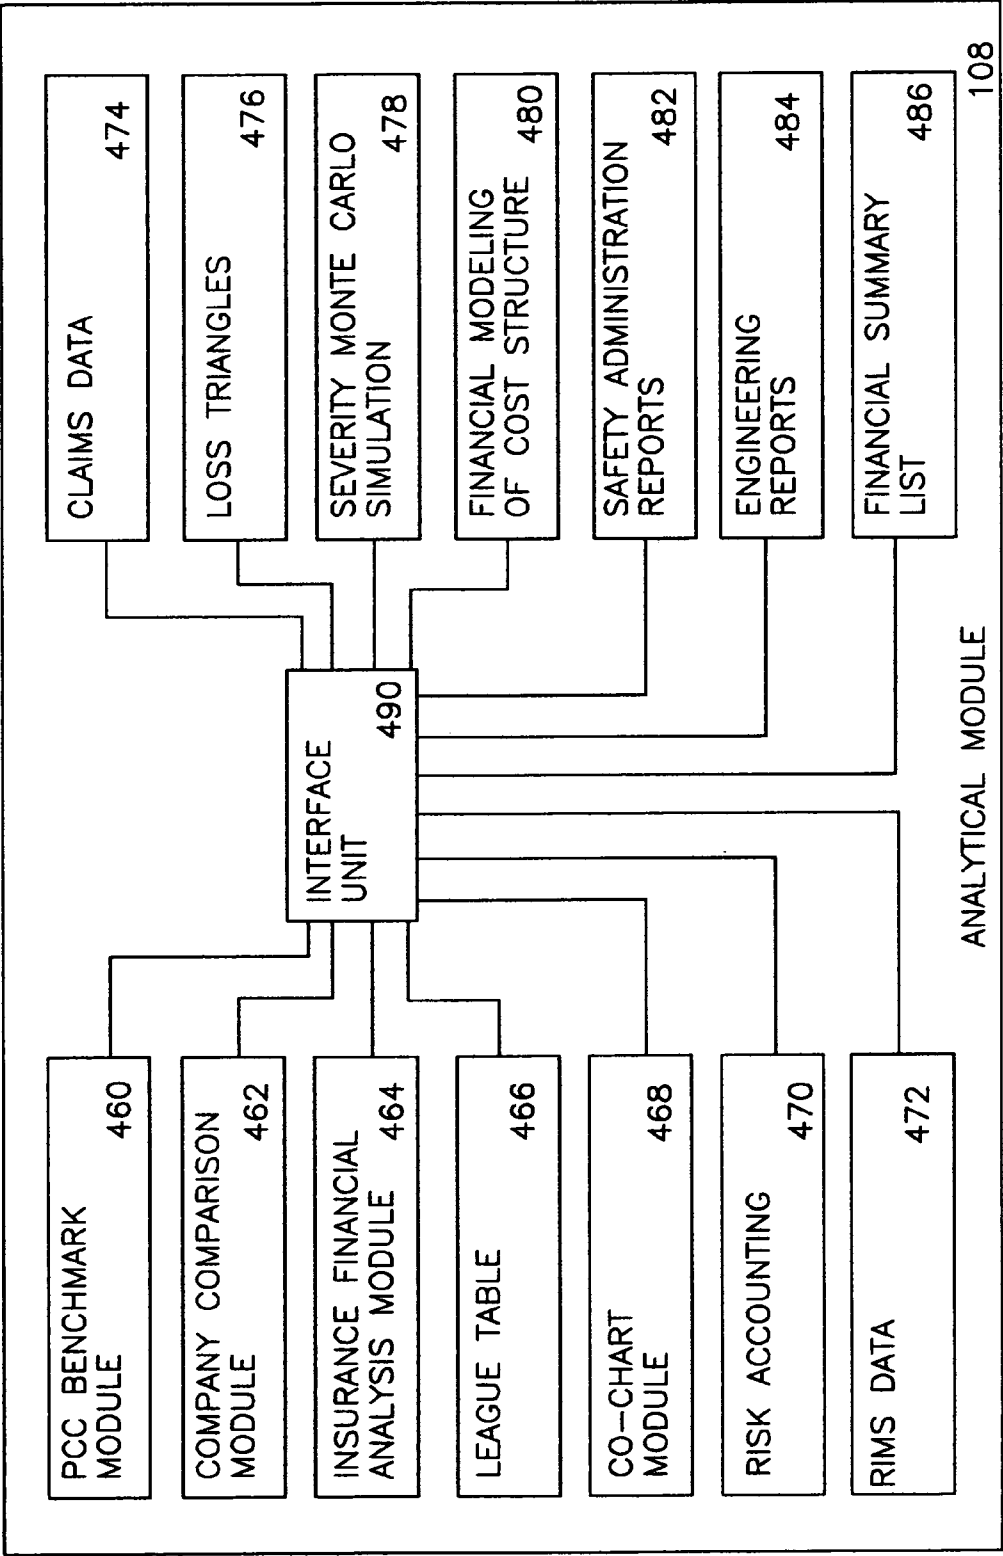 PCC BENCHMARK
MODULE
460
COMPANY COMPARISON
MODULE
462
INSURANCE FINANCIAL
ANALYSIS MODULE
464
LEAGUE TABLE
466
CO-CHART
MODULE
468
RISK ACCOUNTING
470
RIMS DATA
472
INTERFACE
UNIT
490
CLAIMS DATA
474
LOSS TRIANGLES
476
SEVERITY MONTE CARLO
SIMULATION
478
FINANCIAL MODELING
OF COST STRUCTURE
480
SAFETY ADMINISTRATION
REPORTS
482
ENGINEERING
REPORTS
484
FINANCIAL SUMMARY
LIST
486
ANALYTICAL MODULE
108